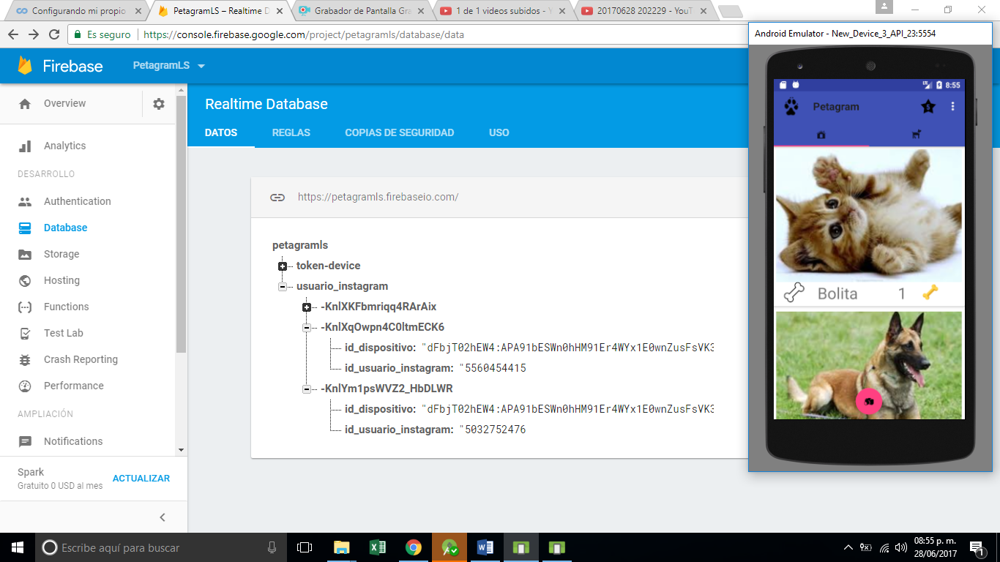 Configurando mi propio
PetagramLS – Realtime D
Grabador de Pantalla Gra
1 de 1 videos subidos - Y
20170628 202229 - YouT
Es seguro
https://console.firebase.google.com/project/petagramls/database/data
Firebase
PetagramLS
Overview
Analytics
DESARROLLO
Authentication
Database
Storage
Hosting
Functions
Test Lab
Crash Reporting
Performance
AMPLIACIÓN
Notifications
Spark
Gratuito 0 USD al mes
ACTUALIZAR
Realtime Database
DATOS
REGLAS
COPIAS DE SEGURIDAD
USO
https://petagramls.firebaseio.com/
petagramls
token-device
usuario_instagram
-KnlXKFbmriqq4RArAix
-KnlXqOwpn4C0ltmECK6
id_dispositivo: "dFbjT02hEW4:APA91bESWn0hHM91Er4WYx1E0wnZusFsVK3
id_usuario_instagram: "5560454415
-KnlYm1psWVZ2_HbDLWR
id_dispositivo: "dFbjT02hEW4:APA91bESWn0hHM91Er4WYx1E0wnZusFsVK3
id_usuario_instagram: "5032752476
Android Emulator - New_Device_3_API_23:5554
LTE
8:55
Petagram
5
Bolita
1
Escribe aquí para buscar
08:55 p. m.
28/06/2017
1